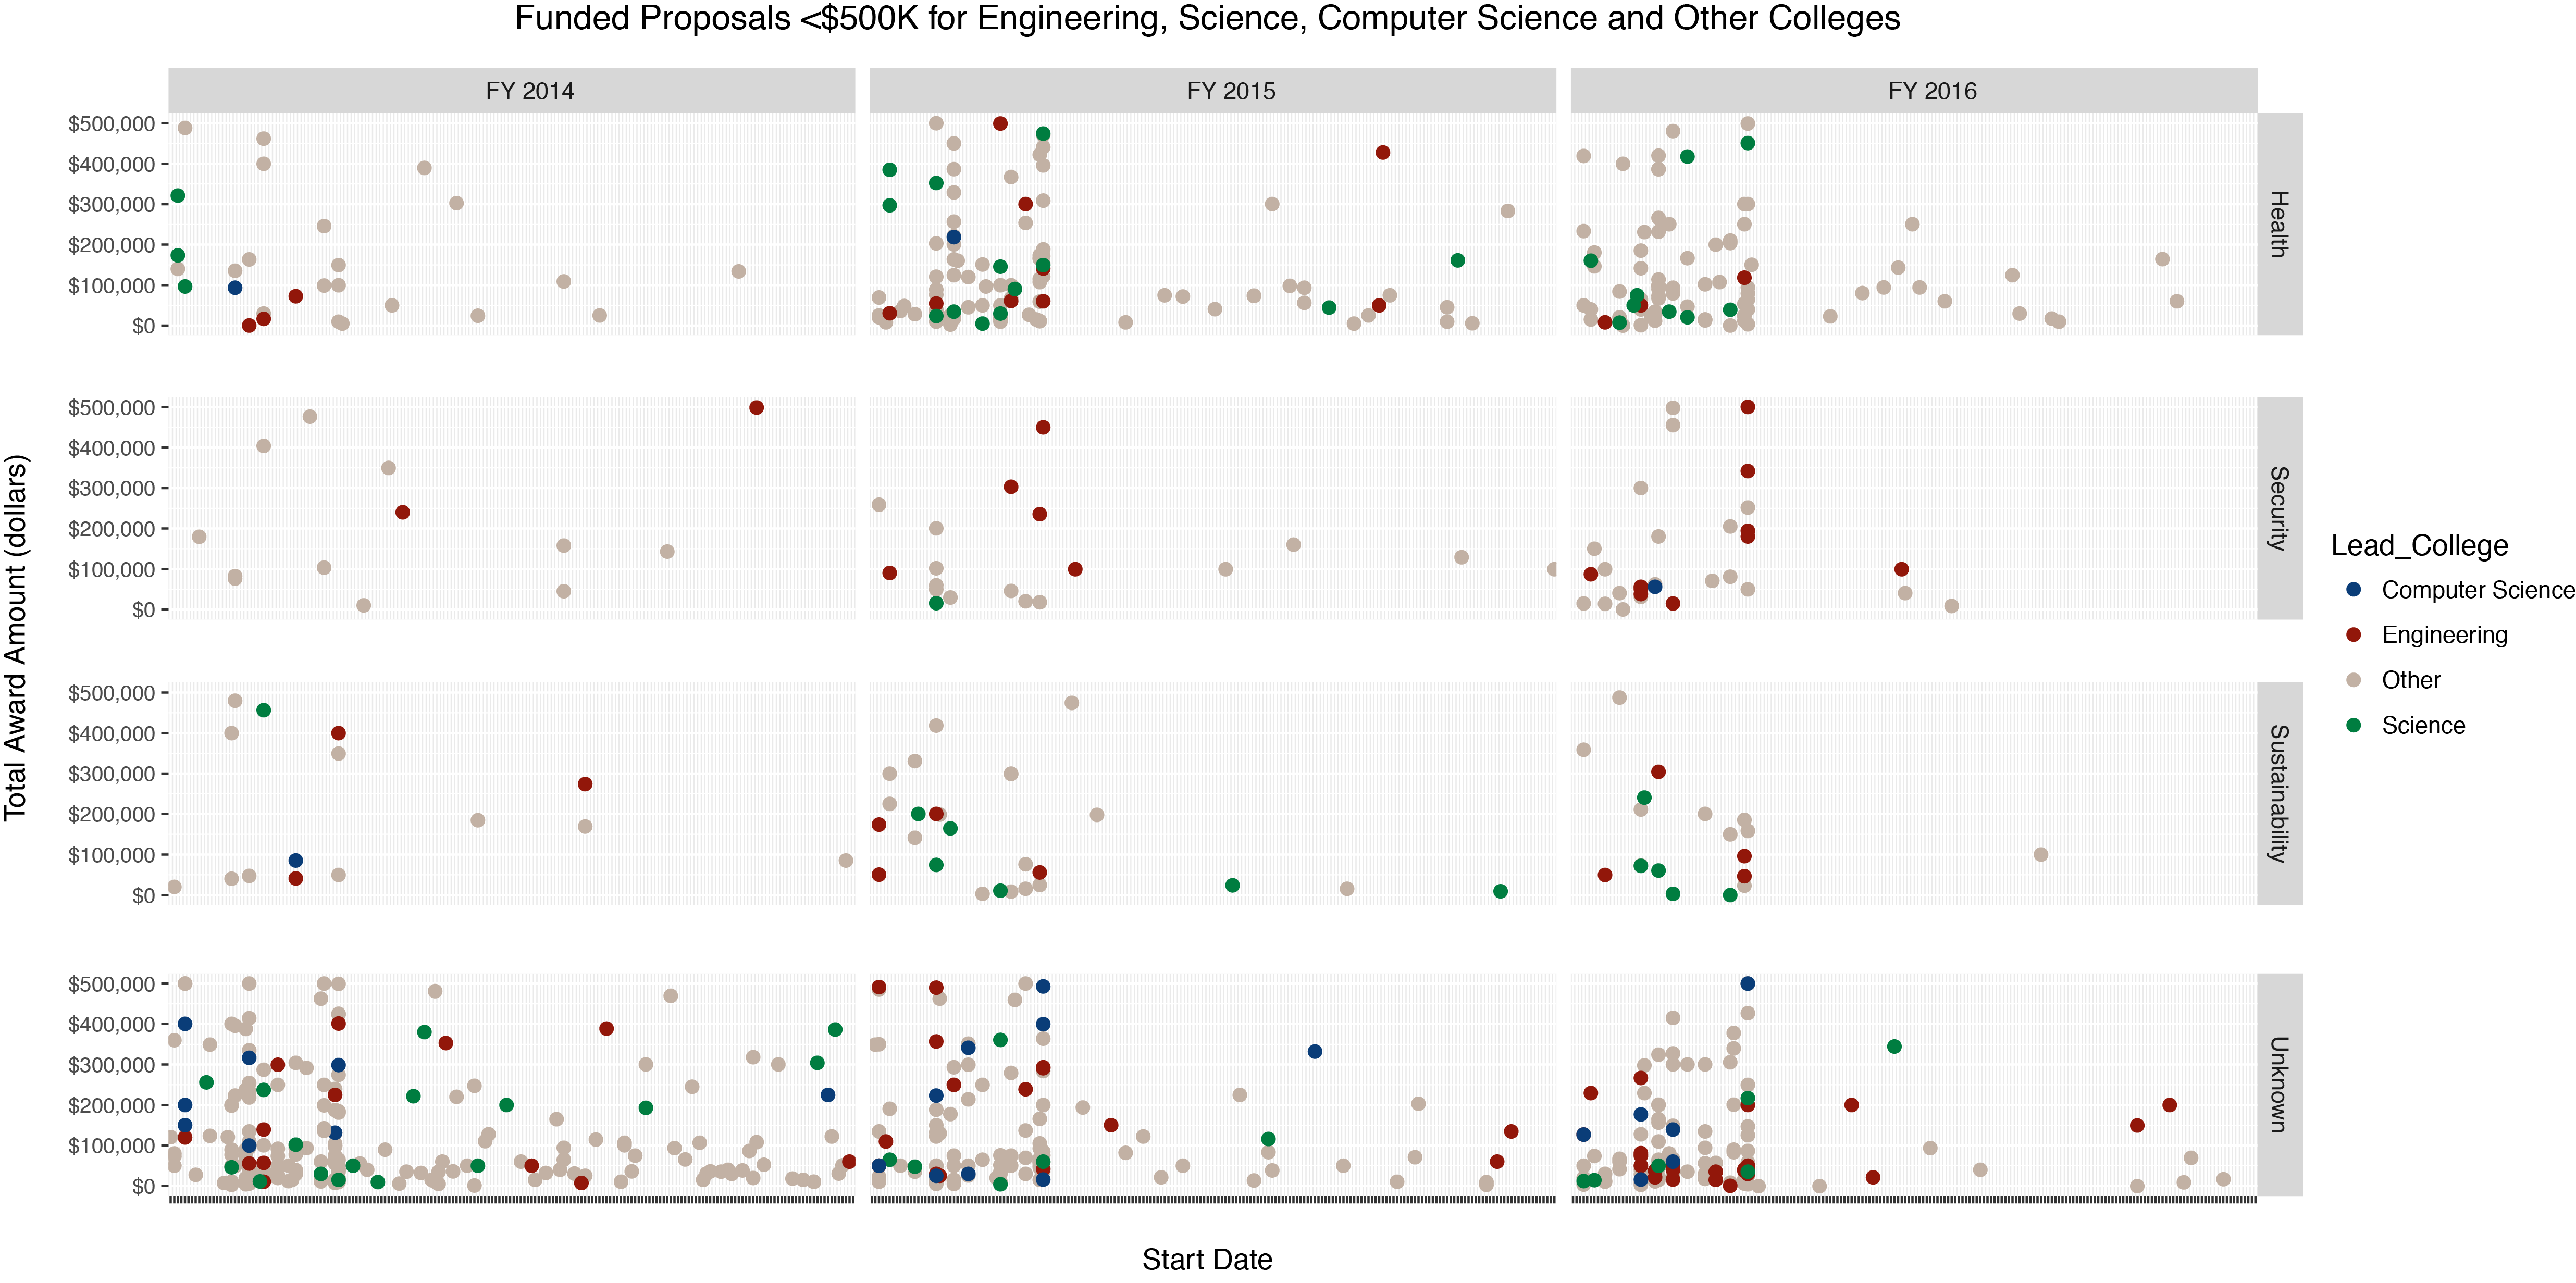 Funded Proposals <$500K for Engineering, Science, Computer Science and Other Colleges
FY 2014
FY 2015
FY 2016
$500,000
$400,000
$300,000
$200,000
$100,000
$0
Health
$500,000
$400,000
$300,000
$200,000
$100,000
$0
Security
$500,000
$400,000
$300,000
$200,000
$100,000
$0
Sustainability
$500,000
$400,000
$300,000
$200,000
$100,000
$0
Unknown
Total Award Amount (dollars)
Start Date
Lead_College
Computer Science
Engineering
Other
Science